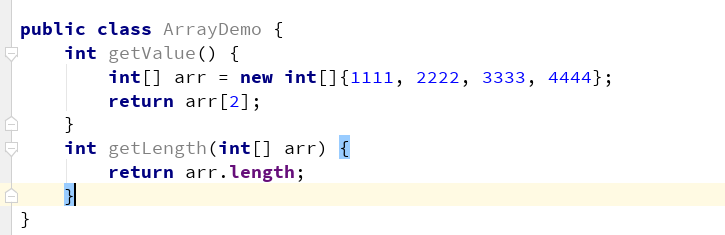 public class ArrayDemo {
    int getValue() {
        int[] arr = new int[]{1111, 2222, 3333, 4444};
        return arr[2];
    }
    int getLength(int[] arr) {
        return arr.length;
    }
}